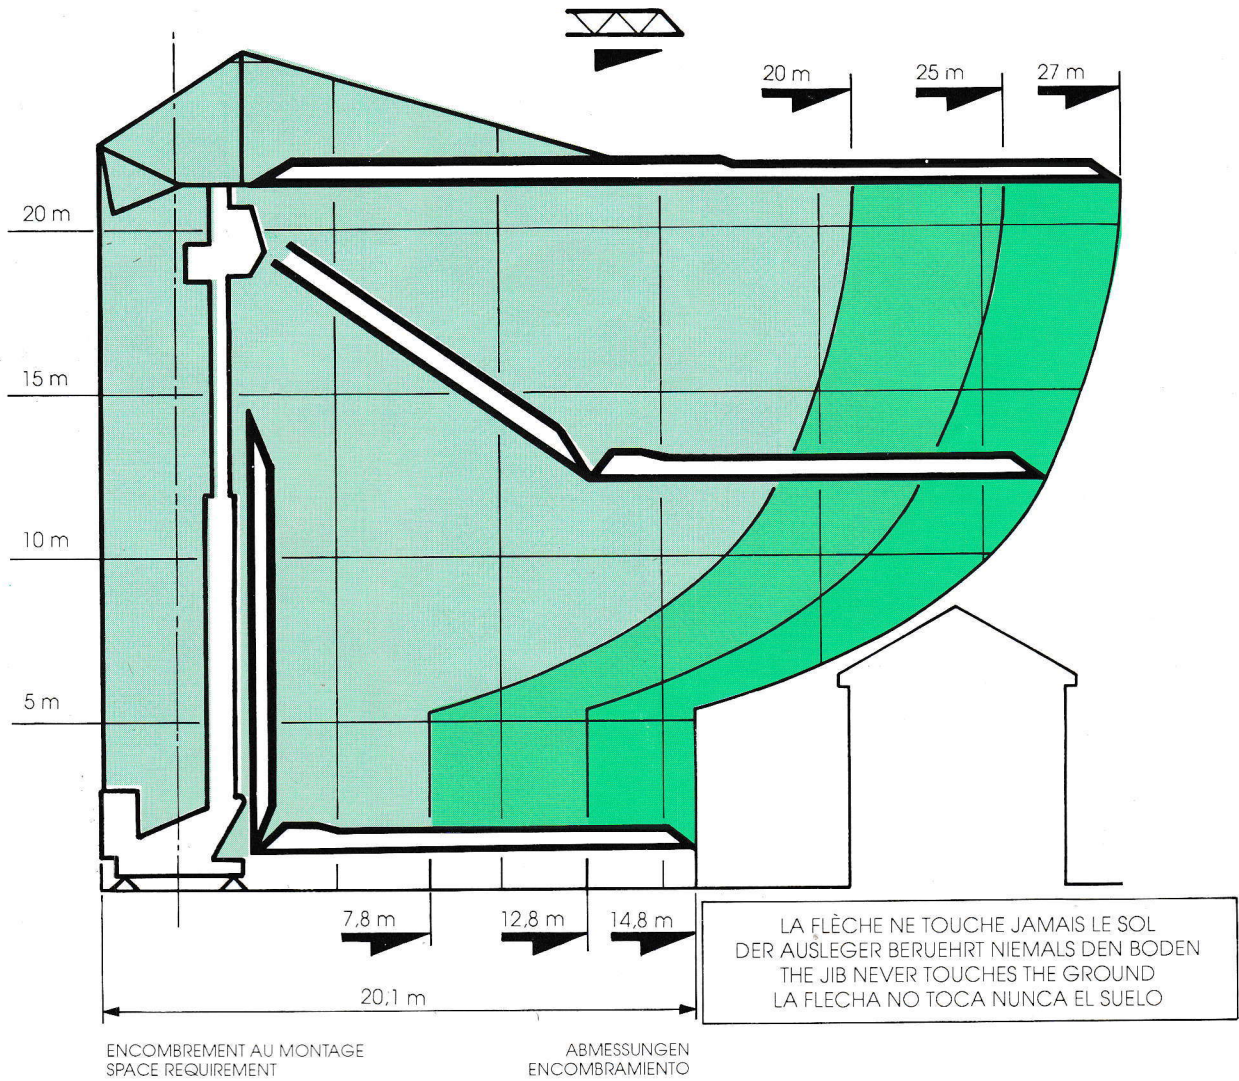 20 m
25 m
27 m
20 m
15 m
10 m
5 m
7,8 m
12,8 m
14,8 m
20,1 m
LA FLÈCHE NE TOUCHE JAMAIS LE SOL
DER AUSLEGER BERUEHRT NIEMALS DEN BODEN
THE JIB NEVER TOUCHES THE GROUND
LA FLECHA NO TOCA NUNCA EL SUELO
ENCOMBREMENT AU MONTAGE
SPACE REQUIREMENT
ABMESSUNGEN
ENCOMBRAMIENTO